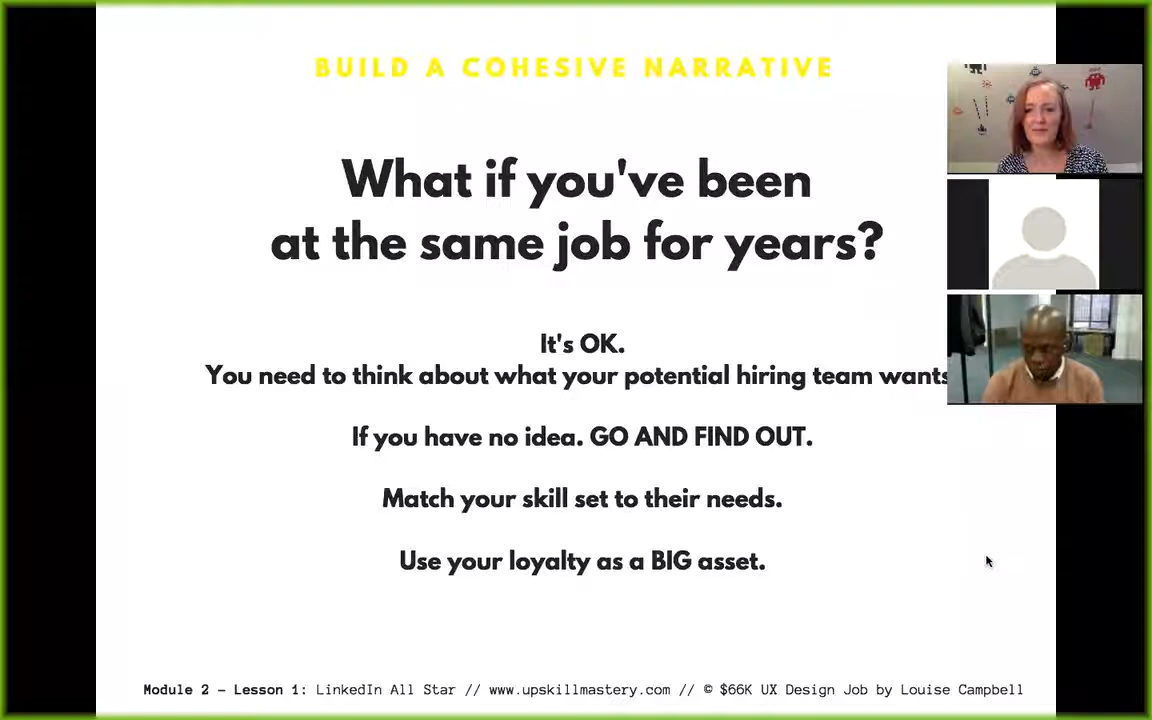 BUILD A COHESIVE NARRATIVE
What if you've been
at the same job for years?
It's OK.
You need to think about what your potential hiring team wants
If you have no idea. GO AND FIND OUT.
Match your skill set to their needs.
Use your loyalty as a BIG asset.
Module 2 - Lesson 1: LinkedIn All Star // www.upskillmastery.com // © $66K UX Design Job by Louise Campbell